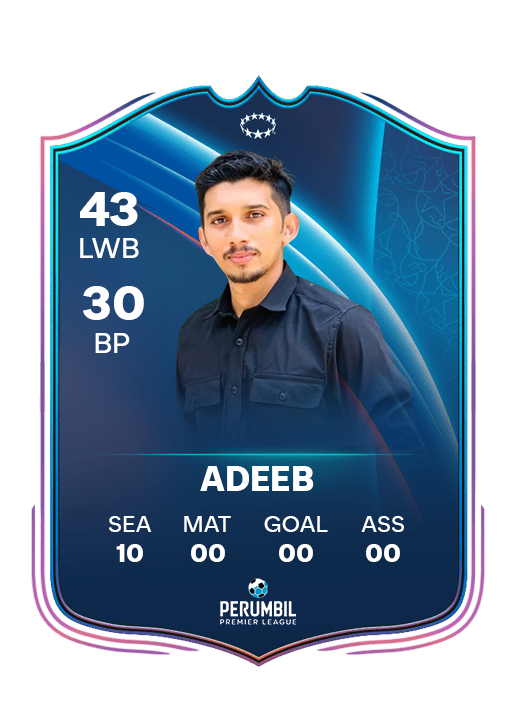 43
LWB
30
BP
ADEEB
SEA MAT GOAL ASS
10 00 00 00
PERUMBIL
PREMIER LEAGUE